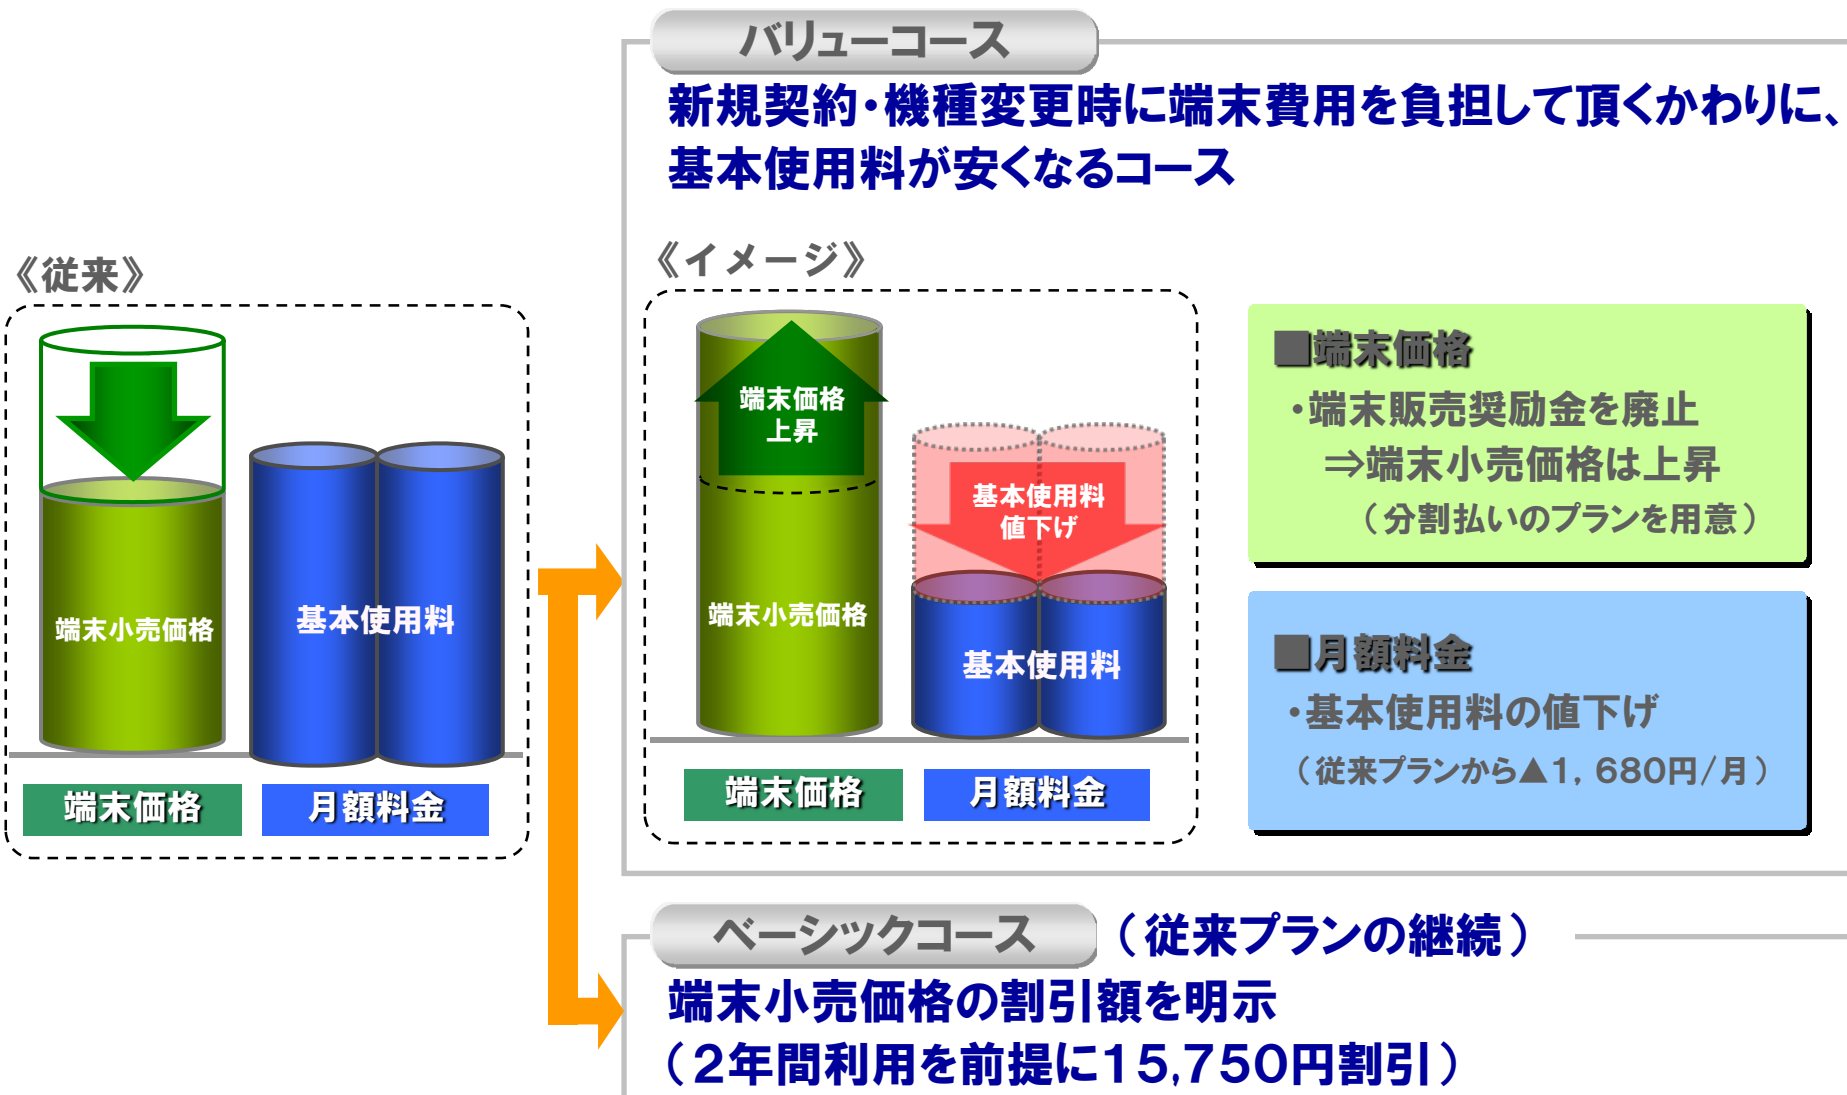 バリューコース
新規契約・機種変更時に端末費用を負担して頂くかわりに、
基本使用料が安くなるコース
《従来》
端末小売価格
基本使用料
端末価格
月額料金
《イメージ》
端末価格
上昇
基本使用料
値下げ
端末小売価格
基本使用料
端末価格
月額料金
■端末価格
・端末販売奨励金を廃止
⇒端末小売価格は上昇
（分割払いのプランを用意）
■月額料金
・基本使用料の値下げ
（従来プランから▲1，680円/月）
ベーシックコース
（従来プランの継続）
端末小売価格の割引額を明示
（2年間利用を前提に15,750円割引）